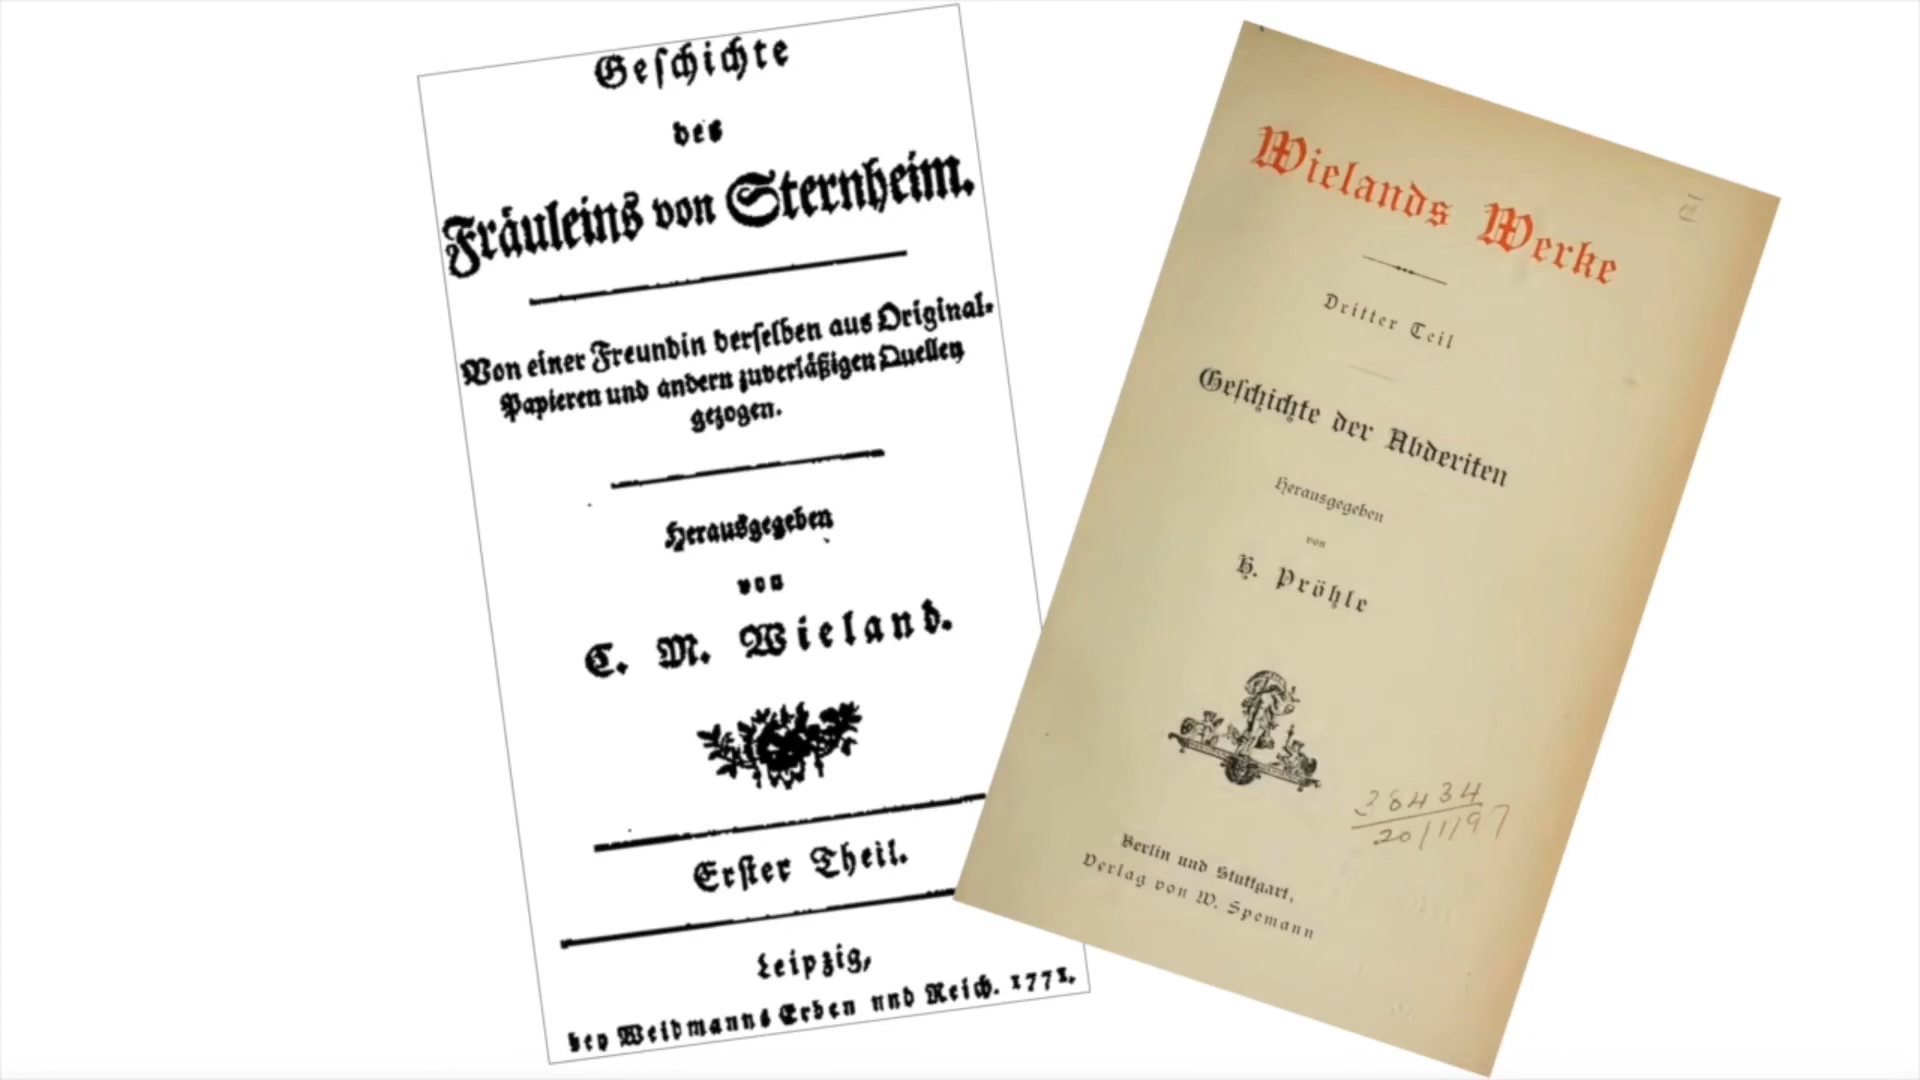 Geſchichte
des
Fräuleins von Sternheim.
Von einer Freundin derſelben aus Original-
Papieren und andern zuverläßigen Quellen
gezogen.
Herausgegeben
von
C. M. Wieland.
Erſter Theil.
Leipzig,
bey Weidmanns Erben und Reich. 1771.
Wielands Werke
Dritter Teil
Geſchichte der Abderiten
Herausgegeben
von
H. Pröhle
38434
20/1/97
Berlin und Stuttgart,
Verlag von W. Spemann